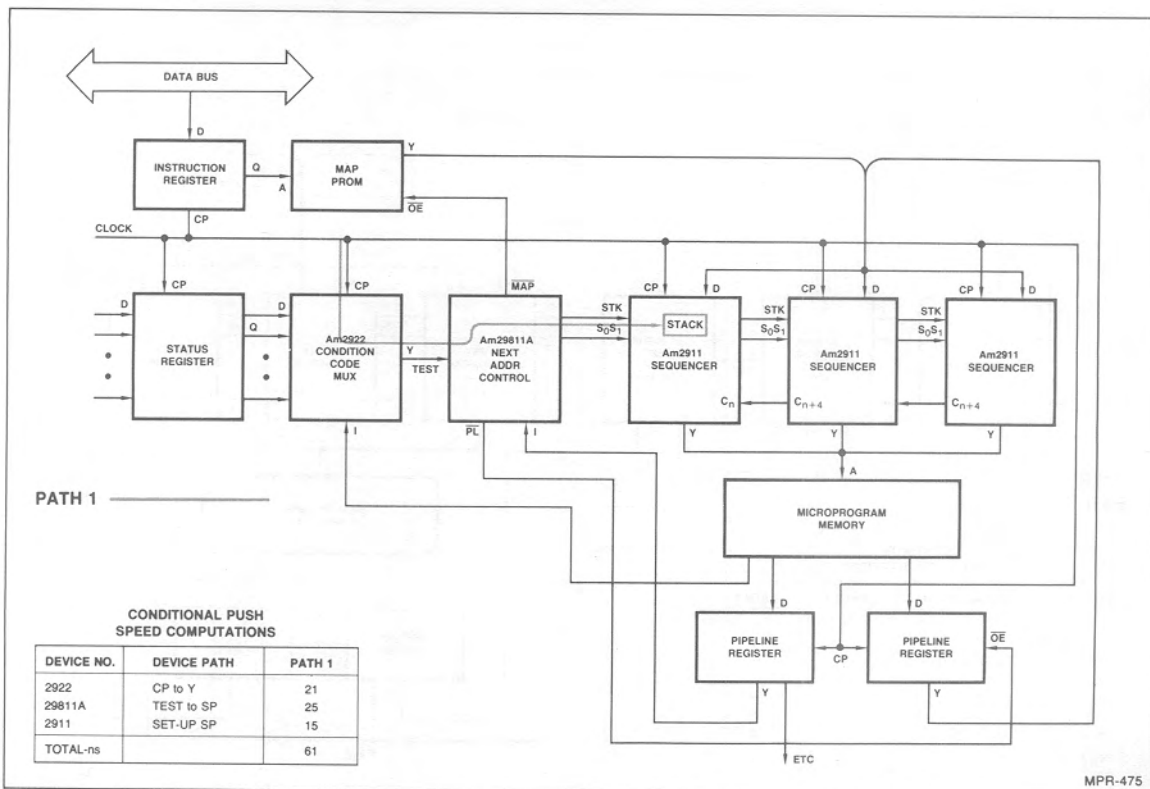 DATA BUS
D
INSTRUCTION
REGISTER
Q
A
MAP
PROM
Y
OE
CP
CLOCK
CP
CP
MAP
CP
D
CP
D
CP
D
D
STATUS
REGISTER
D
Q
Am2922
CONDITION
CODE
MUX
Y
TEST
Am29811A
NEXT
ADDR
CONTROL
STK
S0S1
STACK
Am2911
SEQUENCER
STK
S0S1
Am2911
SEQUENCER
STK
S0S1
Am2911
SEQUENCER
Cn
Cn+4
Cn+4
I
PL
I
Y
Y
Y
A
PATH 1
MICROPROGRAM
MEMORY
D
D
PIPELINE
REGISTER
CP
PIPELINE
REGISTER
OE
Y
Y
ETC
CONDITIONAL PUSH
SPEED COMPUTATIONS
DEVICE NO. DEVICE PATH PATH 1
2922 CP to Y 21
29811A TEST to SP 25
2911 SET-UP SP 15
TOTAL-ns 61
MPR-475